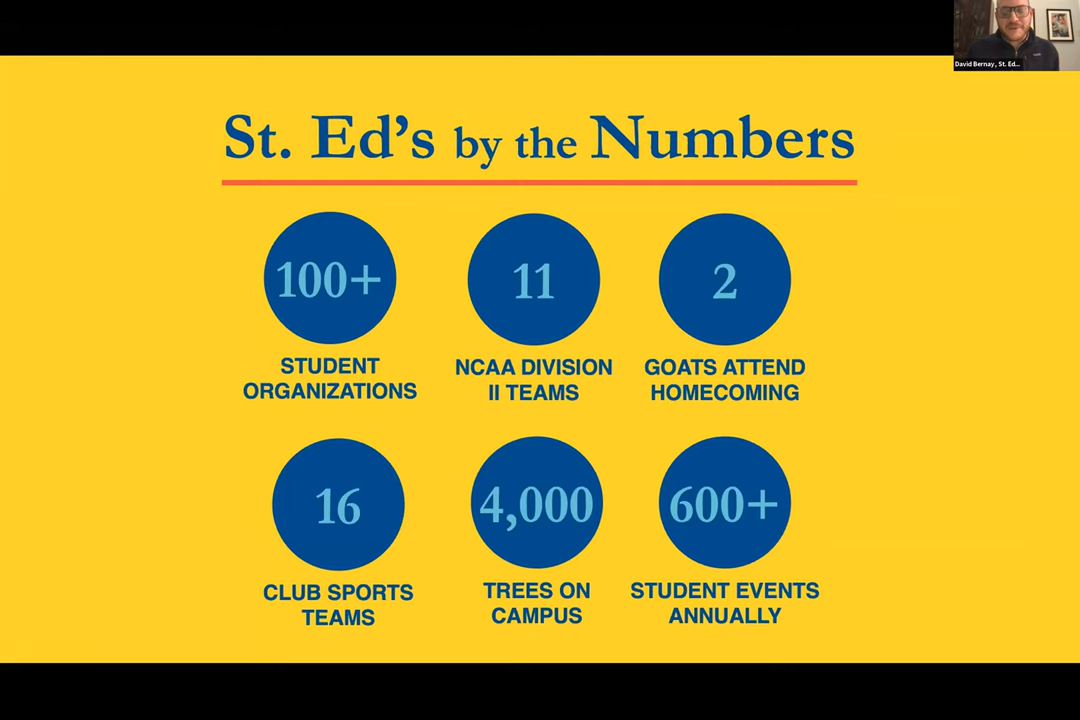 David Bernay, St. Ed...
St. Ed's by the Numbers
100+
STUDENT
ORGANIZATIONS
11
NCAA DIVISION
II TEAMS
2
GOATS ATTEND
HOMECOMING
16
CLUB SPORTS
TEAMS
4,000
TREES ON
CAMPUS
600+
STUDENT EVENTS
ANNUALLY